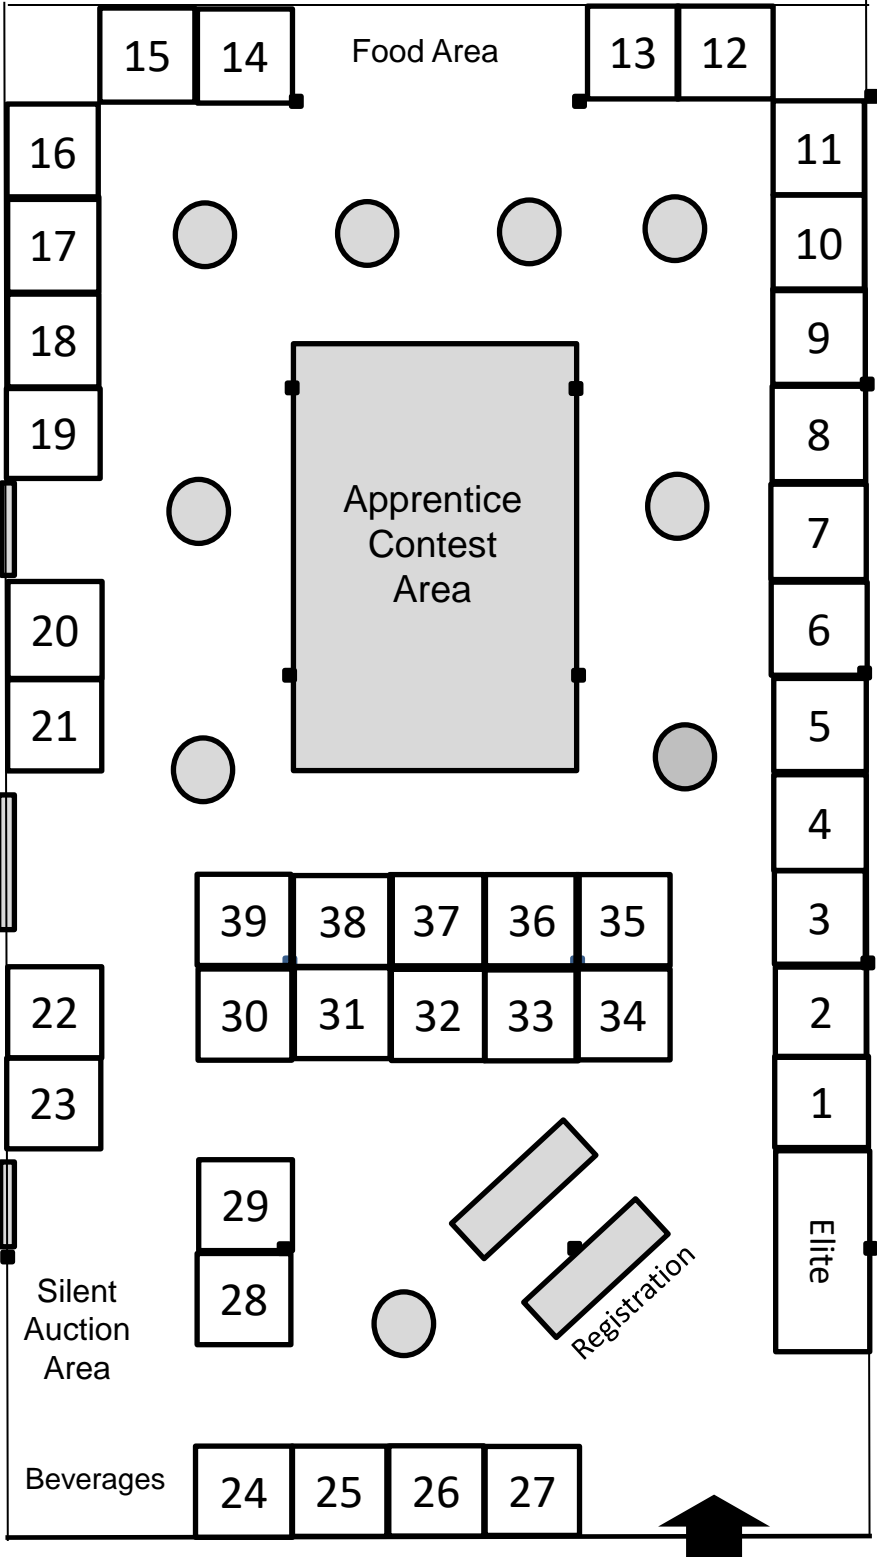 15 14 Food Area 13 12
16 11
17 10
18 9
19 8
Apprentice
Contest
Area
7
20 6
21 5
4
39 38 37 36 35 3
22 30 31 32 33 34 2
23 1
29
Elite
Silent
Auction
Area
28
Registration
Beverages 24 25 26 27